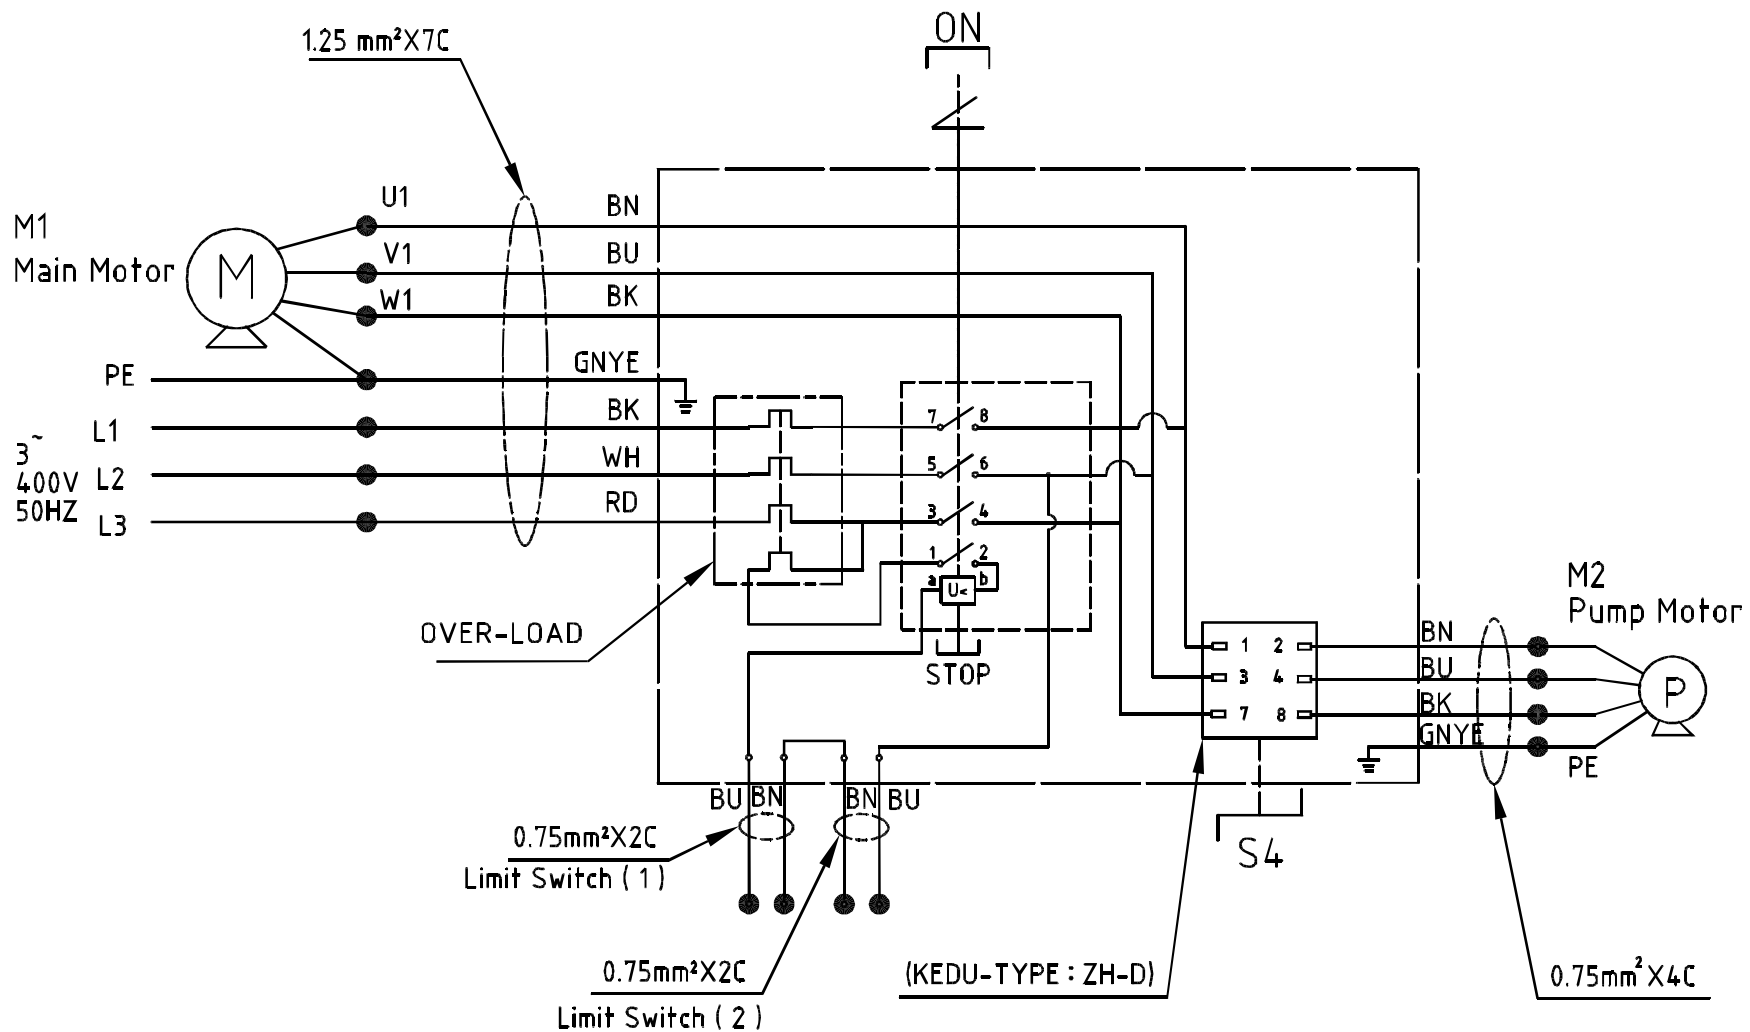 1.25 mm²X7C
ON
M1
Main Motor
M
U1
V1
W1
BN
BU
BK
PE
GNYE
L1
BK
L2
WH
L3
RD
3~
400V
50HZ
7 8
5 6
3 4
1 2
a U< b
OVER-LOAD
STOP
1 2
3 4
7 8
M2
Pump Motor
P
BN
BU
BK
GNYE
PE
BU BN BN BU
0.75mm²X2C
Limit Switch (1)
S4
0.75mm²X2C
Limit Switch (2)
(KEDU-TYPE:ZH-D)
0.75mm²X4C